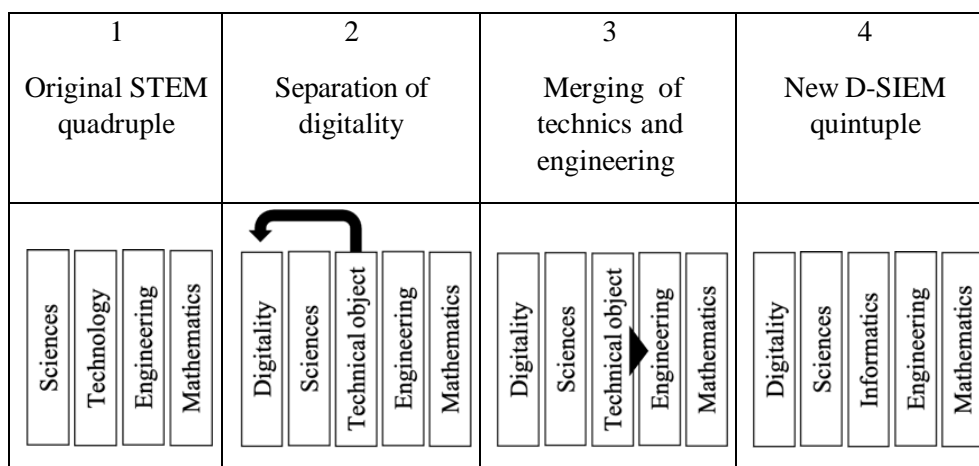 1
Original STEM
quadruple
2
Separation of
digitality
3
Merging of
technics and
engineering
4
New D-SIEM
quintuple
Sciences
Technology
Engineering
Mathematics
Digitality
Sciences
Technical object
Engineering
Mathematics
Digitality
Sciences
Technical object
Engineering
Mathematics
Digitality
Sciences
Informatics
Engineering
Mathematics